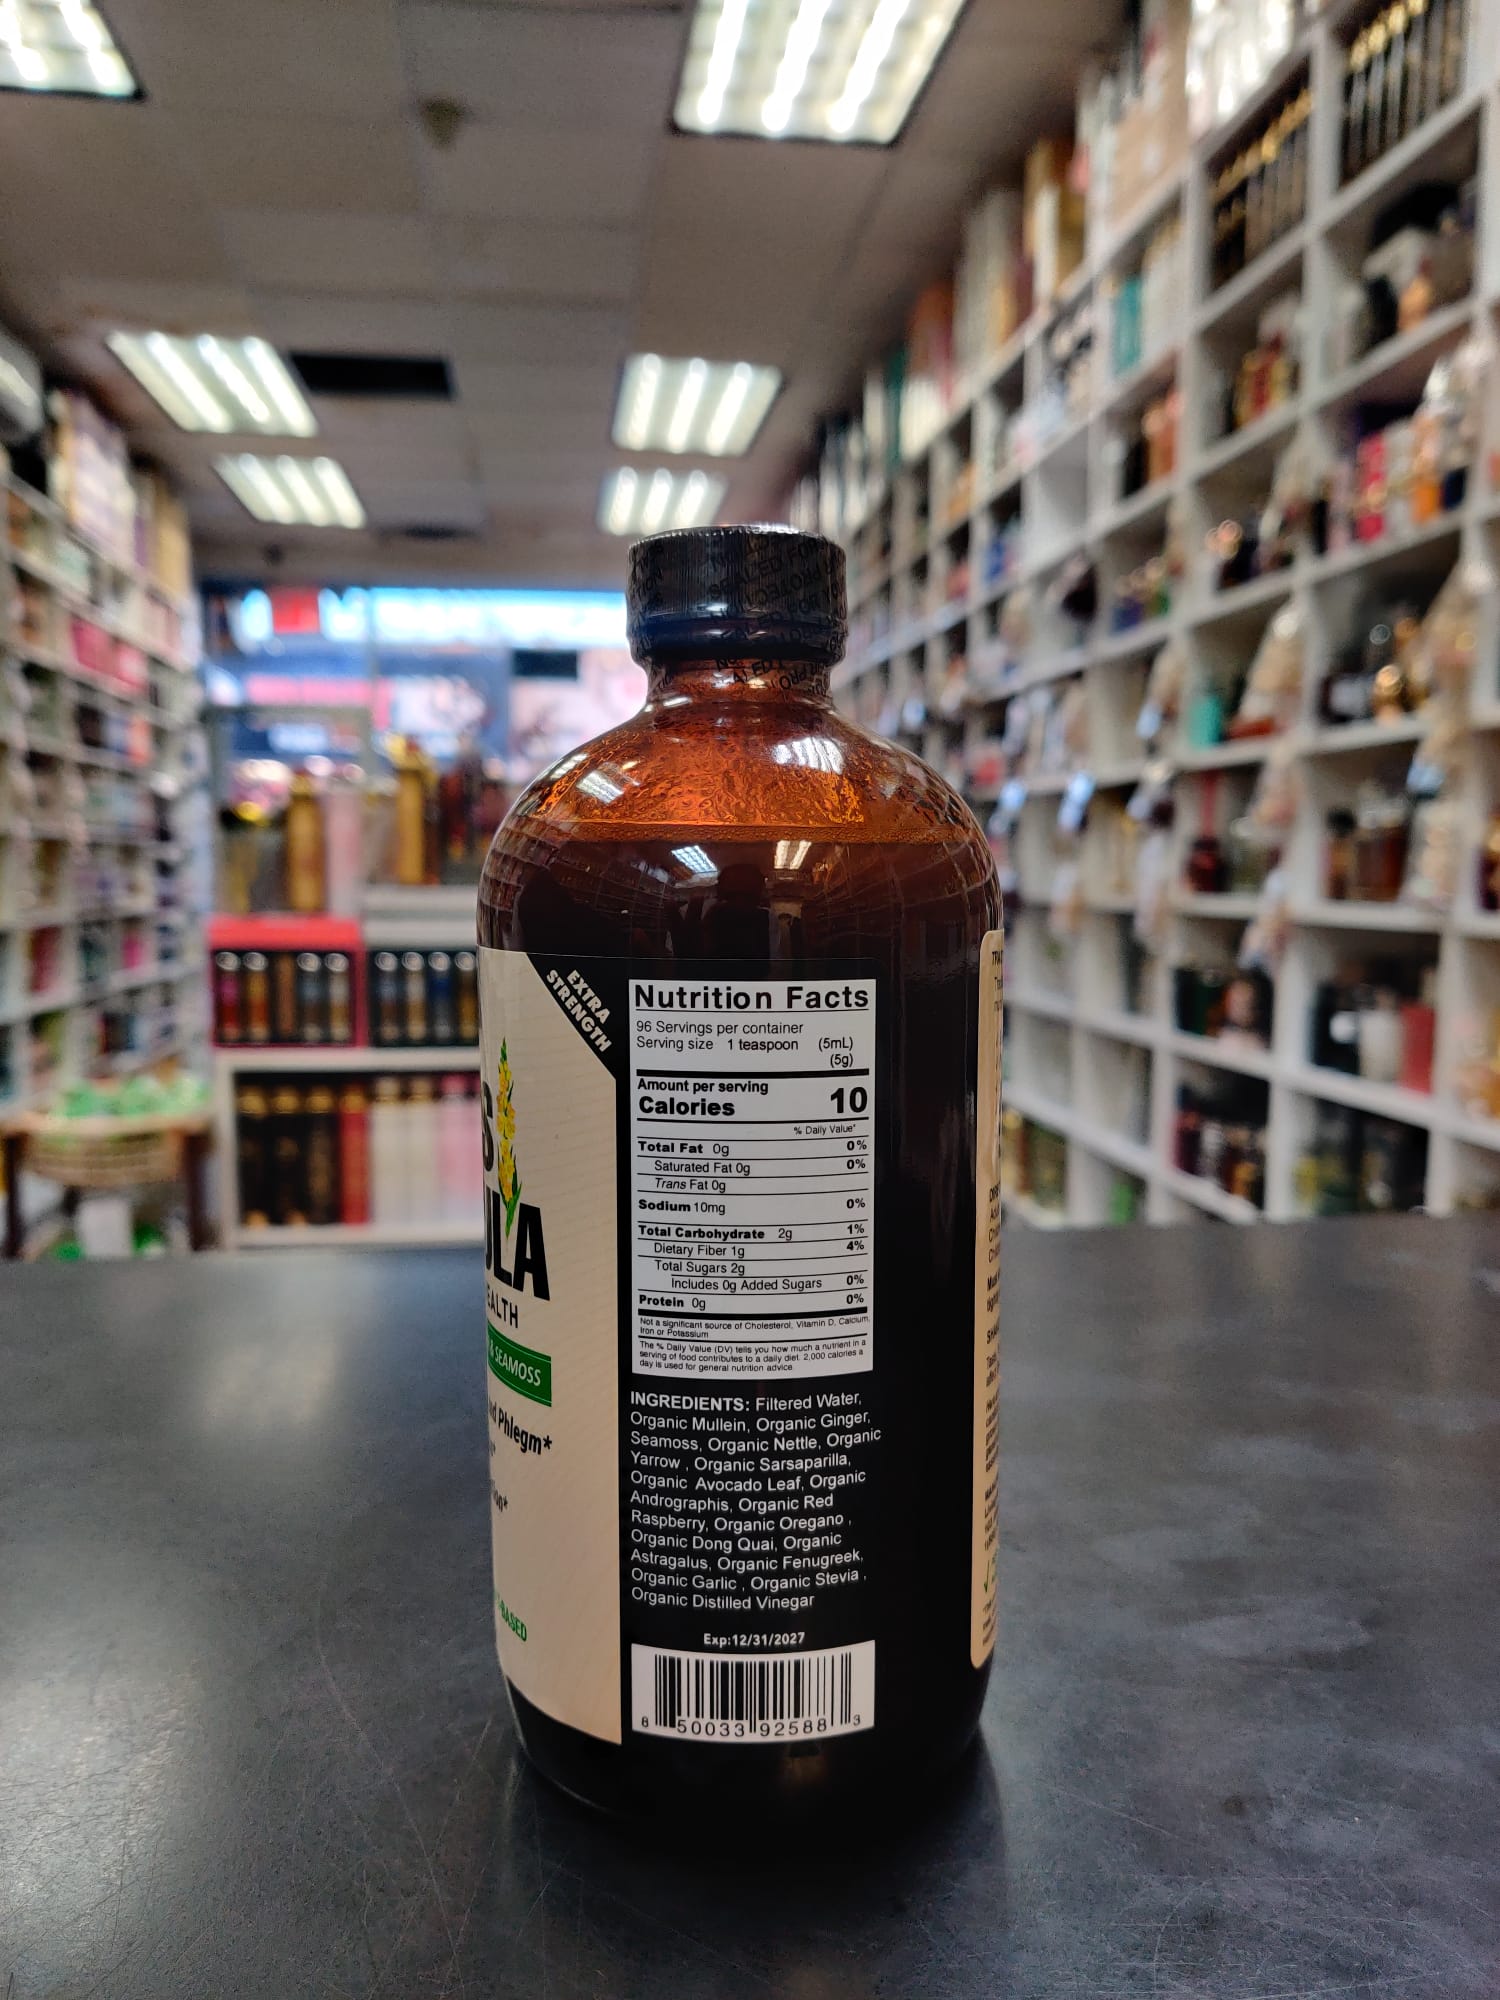 EXTRA
STRENGTH
S
ULA
EALTH
& SEAMOSS
Phlegm*
BASED
Nutrition Facts
96 Servings per container
Serving size 1 teaspoon (5mL)
(5g)
Amount per serving
Calories 10
% Daily Value*
Total Fat 0g 0%
Saturated Fat 0g 0%
Trans Fat 0g
Sodium 10mg 0%
Total Carbohydrate 2g 1%
Dietary Fiber 1g 4%
Total Sugars 2g
Includes 0g Added Sugars 0%
Protein 0g 0%
Not a significant source of Cholesterol, Vitamin D, Calcium,
Iron or Potassium
The % Daily Value (DV) tells you how much a nutrient in a
serving of food contributes to a daily diet. 2,000 calories a
day is used for general nutrition advice.
INGREDIENTS: Filtered Water,
Organic Mullein, Organic Ginger,
Seamoss, Organic Nettle, Organic
Yarrow , Organic Sarsaparilla,
Organic Avocado Leaf, Organic
Andrographis, Organic Red
Raspberry, Organic Oregano ,
Organic Dong Quai, Organic
Astragalus, Organic Fenugreek,
Organic Garlic , Organic Stevia ,
Organic Distilled Vinegar
Exp:12/31/2027
8 50033 92588 3